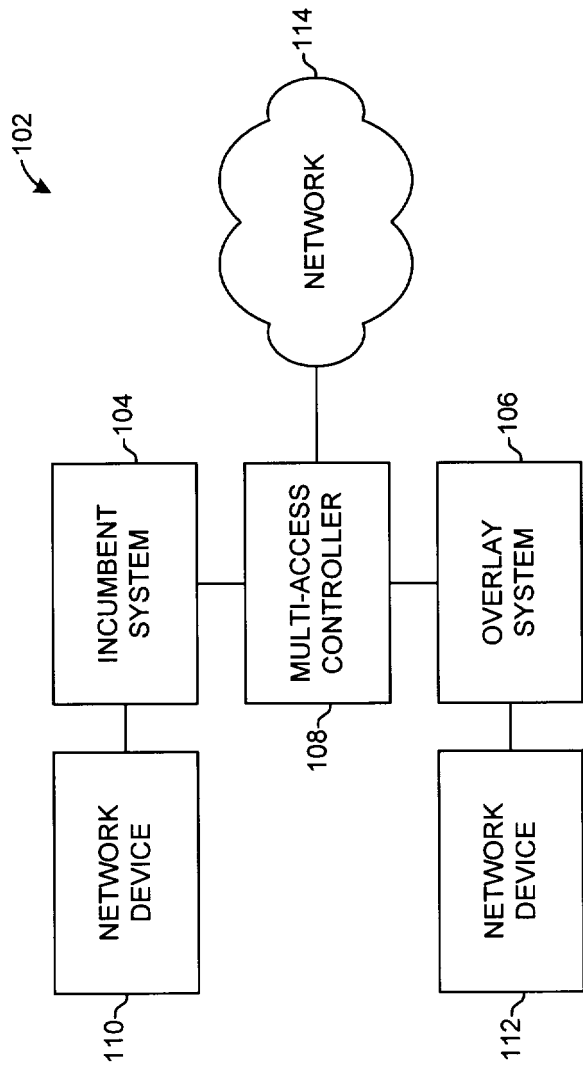 102
110
NETWORK
DEVICE
INCUMBENT
SYSTEM
104
108
MULTI-ACCESS
CONTROLLER
NETWORK
114
112
NETWORK
DEVICE
OVERLAY
SYSTEM
106